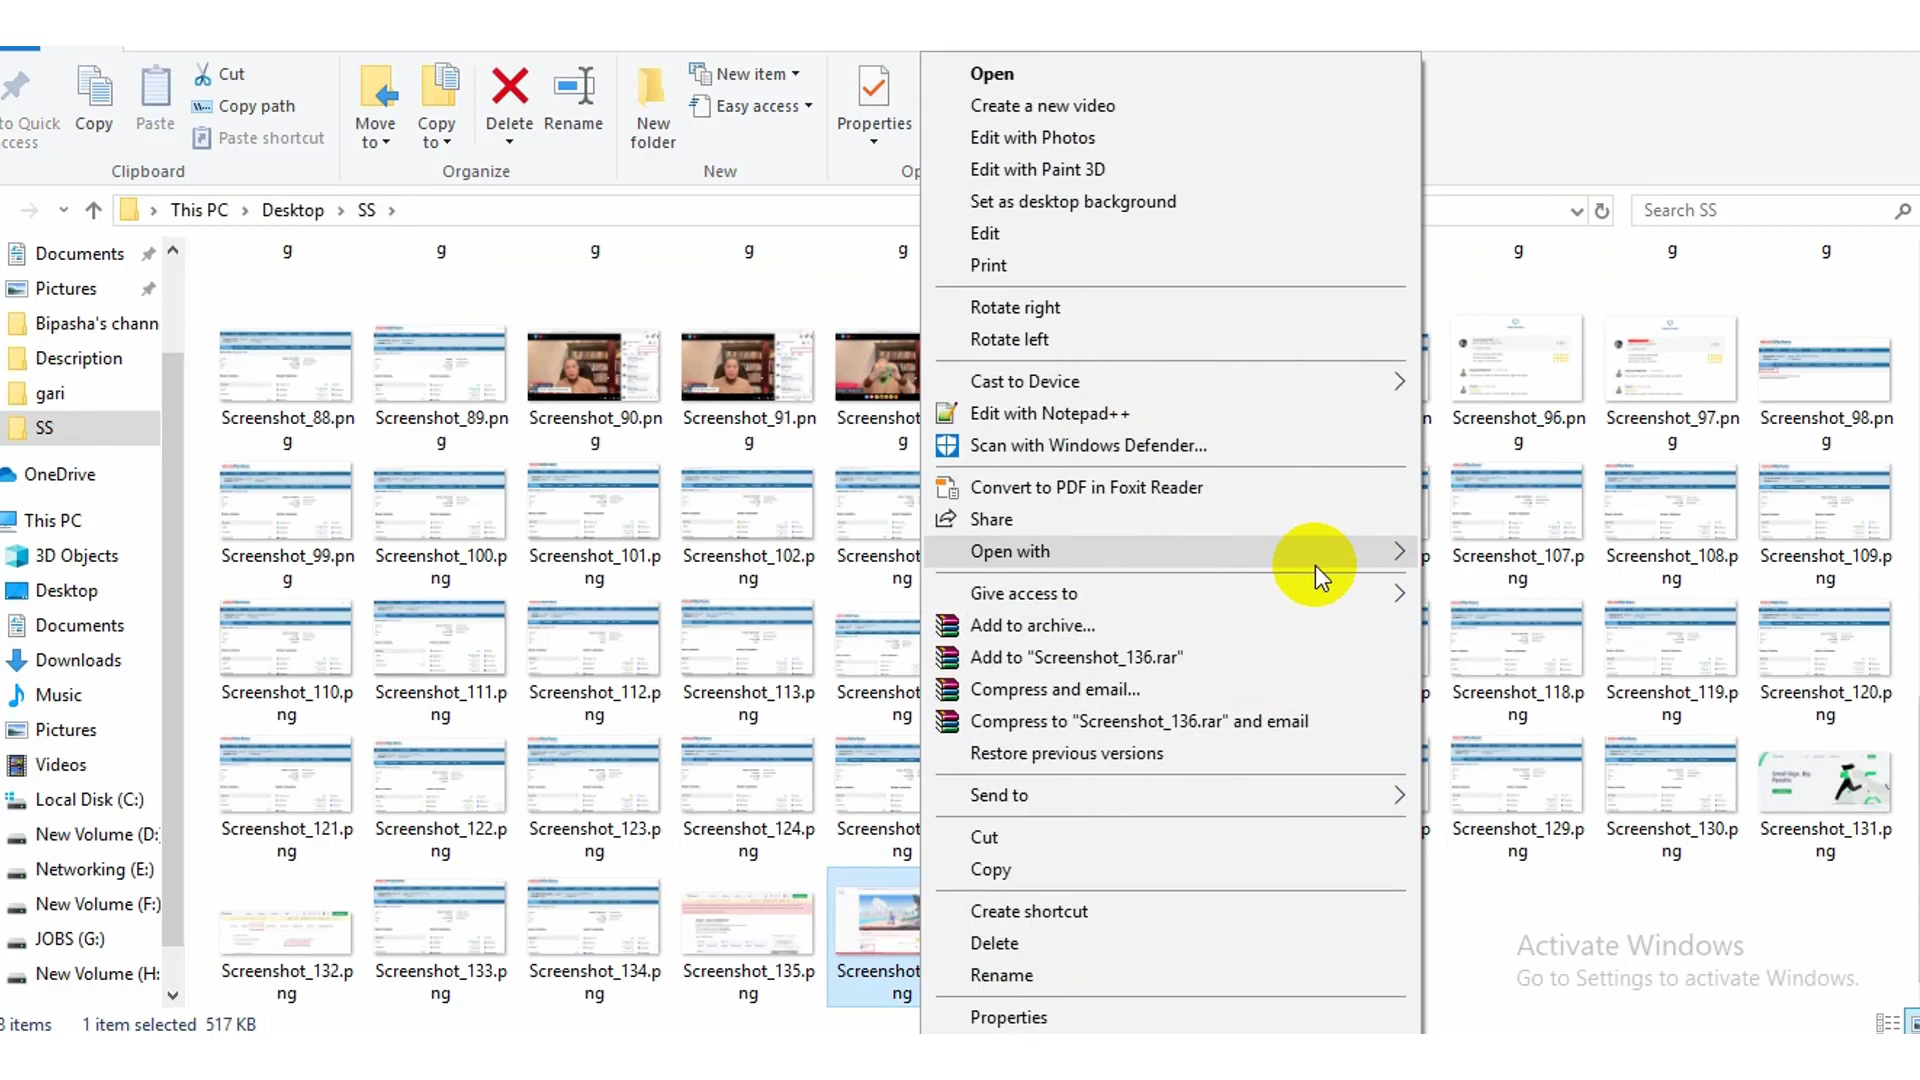 Cut
Copy path
Paste shortcut
to Quick
ccess
Copy
Paste
Clipboard
Move
to
Copy
to
Delete
Rename
Organize
New
folder
New item
Easy access
New
Properties
Op
This PC
Desktop
SS
Search SS
Documents
Pictures
Bipasha's chann
Description
gari
SS
OneDrive
This PC
3D Objects
Desktop
Documents
Downloads
Music
Pictures
Videos
Local Disk (C:)
New Volume (D:
Networking (E:)
New Volume (F:)
JOBS (G:)
New Volume (H:
g g g g g g g g
Screenshot_88.pn
g
Screenshot_89.pn
g
Screenshot_90.pn
g
Screenshot_91.pn
g
g
n
Screenshot_96.pn
g
Screenshot_97.pn
g
Screenshot_98.pn
g
Screenshot_99.pn
g
Screenshot_100.p
ng
Screenshot_101.p
ng
Screenshot_102.p
ng
Screenshot
ng
p
Screenshot_107.p
ng
Screenshot_108.p
ng
Screenshot_109.p
ng
Screenshot_110.p
ng
Screenshot_111.p
ng
Screenshot_112.p
ng
Screenshot_113.p
ng
Screenshot
ng
p
Screenshot_118.p
ng
Screenshot_119.p
ng
Screenshot_120.p
ng
Screenshot_121.p
ng
Screenshot_122.p
ng
Screenshot_123.p
ng
Screenshot_124.p
ng
Screenshot
ng
p
Screenshot_129.p
ng
Screenshot_130.p
ng
Screenshot_131.p
ng
Screenshot_132.p
ng
Screenshot_133.p
ng
Screenshot_134.p
ng
Screenshot_135.p
ng
Screenshot
ng
Open
Create a new video
Edit with Photos
Edit with Paint 3D
Set as desktop background
Edit
Print
Rotate right
Rotate left
Cast to Device
Edit with Notepad++
Scan with Windows Defender...
Convert to PDF in Foxit Reader
Share
Open with
Give access to
Add to archive...
Add to "Screenshot_136.rar"
Compress and email...
Compress to "Screenshot_136.rar" and email
Restore previous versions
Send to
Cut
Copy
Create shortcut
Delete
Rename
Properties
Activate Windows
Go to Settings to activate Windows.
8 items
1 item selected 517 KB